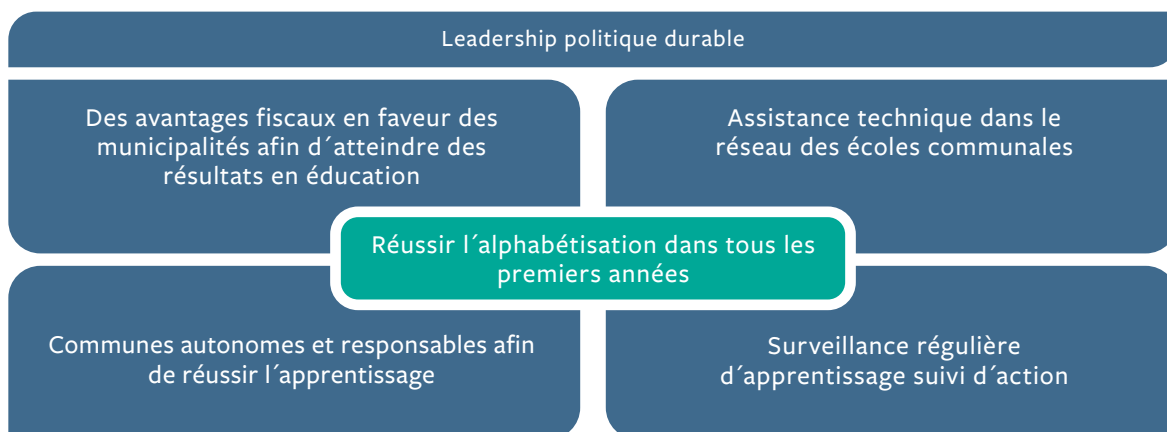 Leadership politique durable
Des avantages fiscaux en faveur des
municipalités afin d´atteindre des
résultats en éducation
Assistance technique dans le
réseau des écoles communales
Réussir l´alphabétisation dans tous les
premiers années
Communes autonomes et responsables afin
de réussir l´apprentissage
Surveillance régulière
d´apprentissage suivi d´action